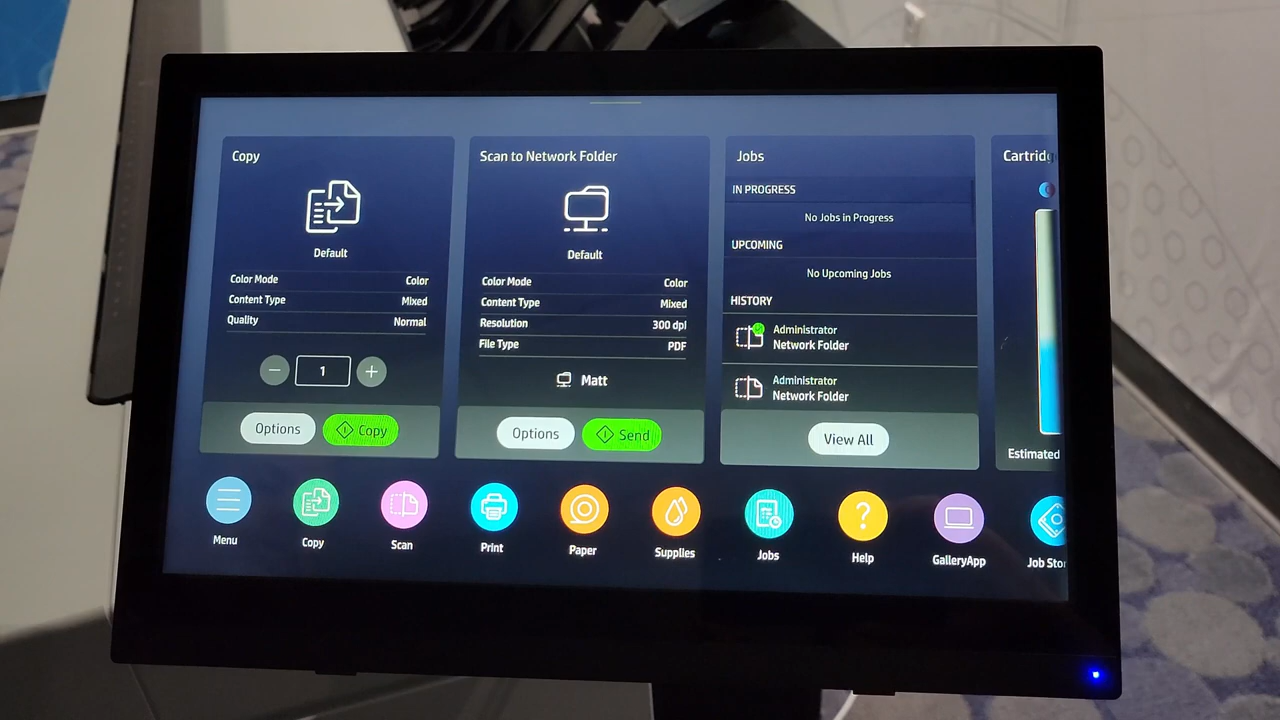 Copy
Default
Color Mode Color
Content Type Mixed
Quality Normal
1
Options
Copy
Scan to Network Folder
Default
Color Mode Color
Content Type Mixed
Resolution 300 dpi
File Type PDF
Matt
Options
Send
Jobs
IN PROGRESS
No Jobs in Progress
UPCOMING
No Upcoming Jobs
HISTORY
Administrator
Network Folder
Administrator
Network Folder
View All
Cartridg
Estimated
Menu
Copy
Scan
Print
Paper
Supplies
Jobs
Help
GalleryApp
Job Stor